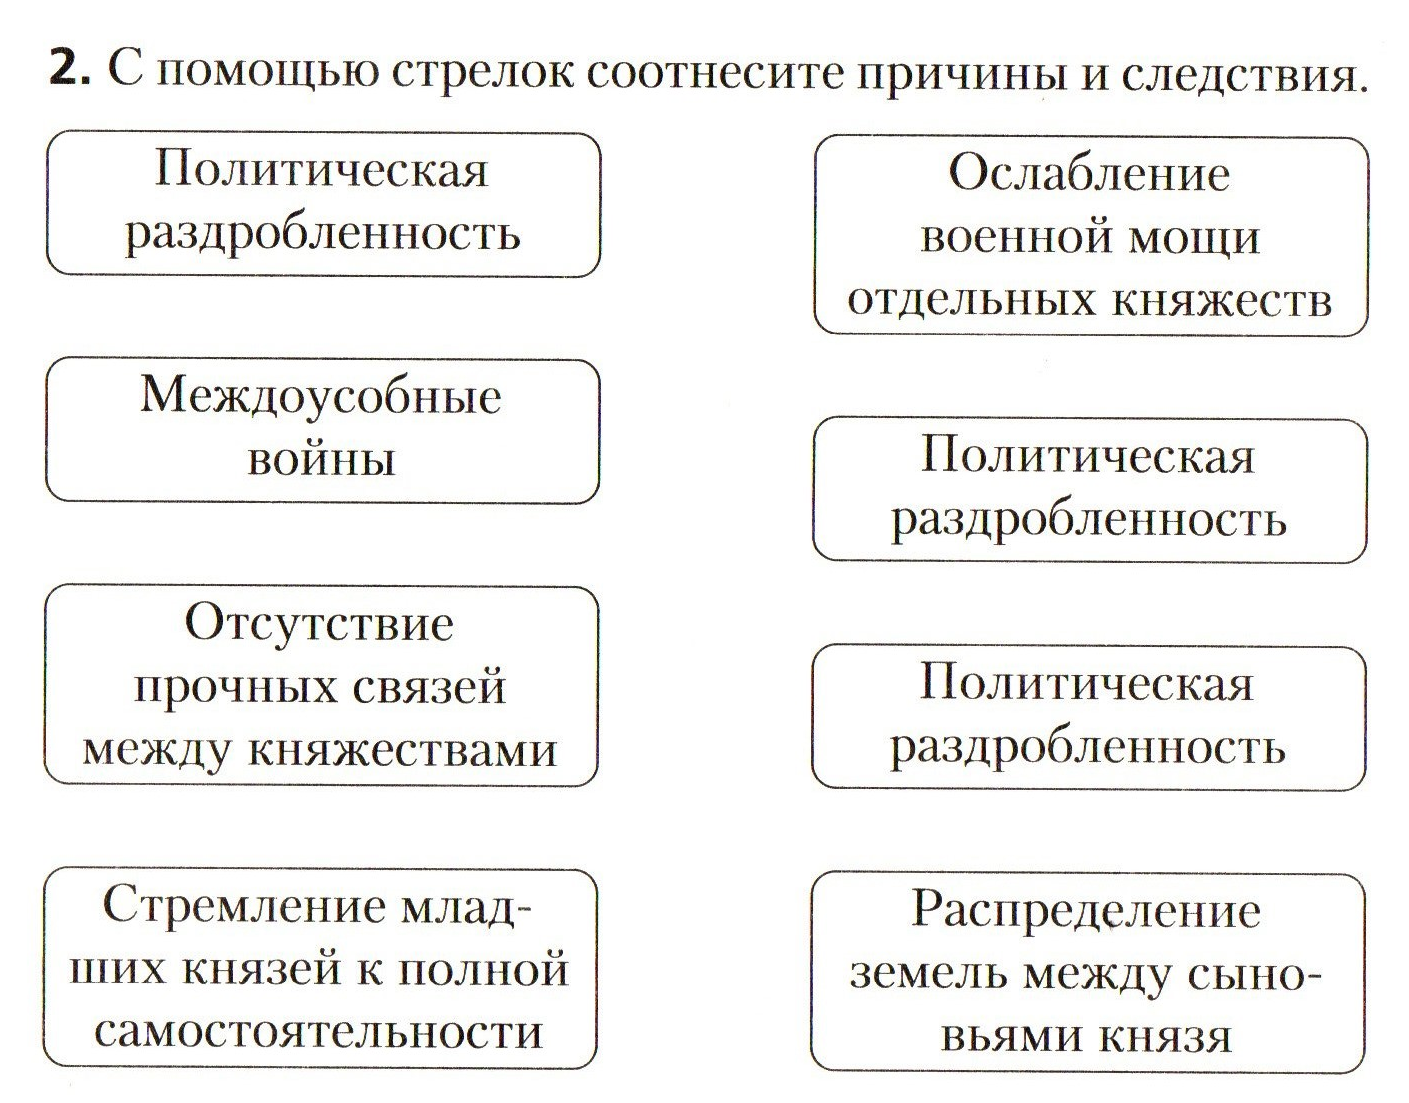 2. С помощью стрелок соотнесите причины и следствия.
Политическая
раздробленность
Междоусобные
войны
Отсутствие
прочных связей
между княжествами
Стремление млад-
ших князей к полной
самостоятельности
Ослабление
военной мощи
отдельных княжеств
Политическая
раздробленность
Политическая
раздробленность
Распределение
земель между сыно-
вьями князя